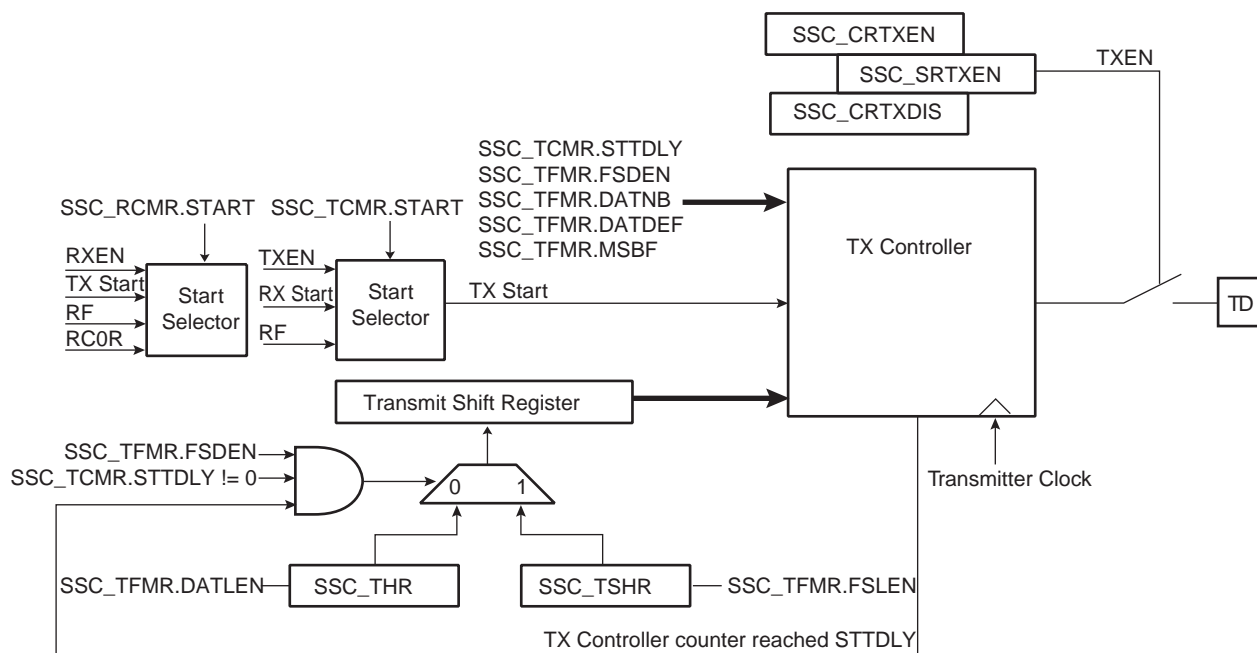 SSC_CRTXEN
SSC_SRTXEN
SSC_CRTXDIS
TXEN
SSC_TCMR.STTDLY
SSC_TFMR.FSDEN
SSC_TFMR.DATNB
SSC_TFMR.DATDEF
SSC_TFMR.MSBF
SSC_RCMR.START
SSC_TCMR.START
RXEN
TX Start
RF
RC0R
Start
Selector
TXEN
RX Start
RF
Start
Selector
TX Start
TX Controller
TD
Transmit Shift Register
SSC_TFMR.FSDEN
SSC_TCMR.STTDLY != 0
0
1
Transmitter Clock
SSC_TFMR.DATLEN
SSC_THR
SSC_TSHR
SSC_TFMR.FSLEN
TX Controller counter reached STTDLY